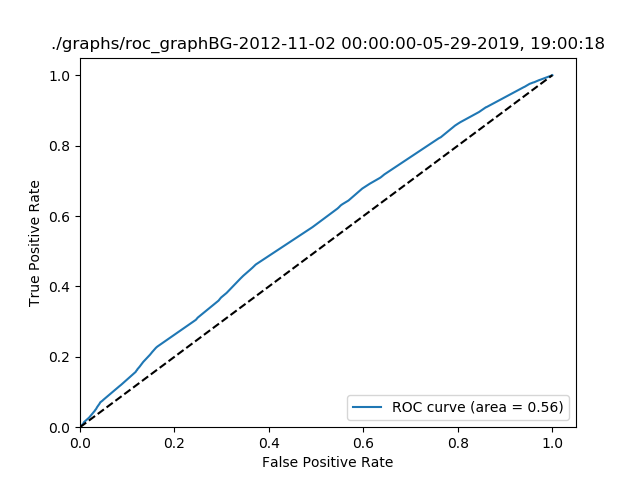 ./graphs/roc_graphBG-2012-11-02 00:00:00-05-29-2019, 19:00:18
1.0
0.8
0.6
0.4
0.2
0.0
True Positive Rate
ROC curve (area = 0.56)
0.0 0.2 0.4 0.6 0.8 1.0
False Positive Rate